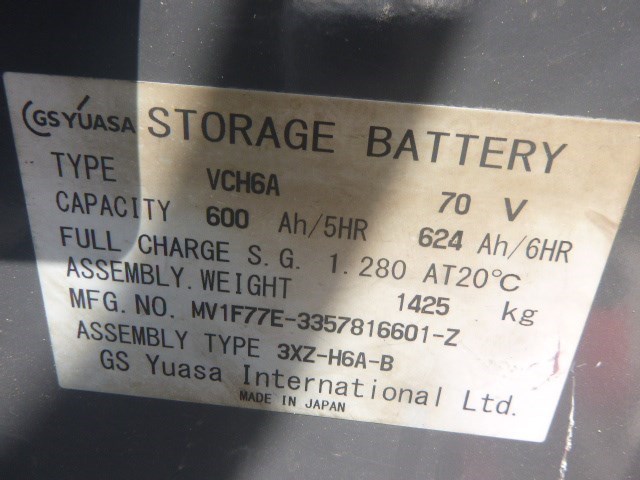 GS YUASA STORAGE BATTERY
TYPE VCH6A 70 V
CAPACITY 600 Ah/5HR 624 Ah/6HR
FULL CHARGE S.G. 1.280 AT20℃
ASSEMBLY.WEIGHT 1425 kg
MFG.NO. MV1F77E-3357816601-Z
ASSEMBLY TYPE 3XZ-H6A-B
GS Yuasa International Ltd.
MADE IN JAPAN